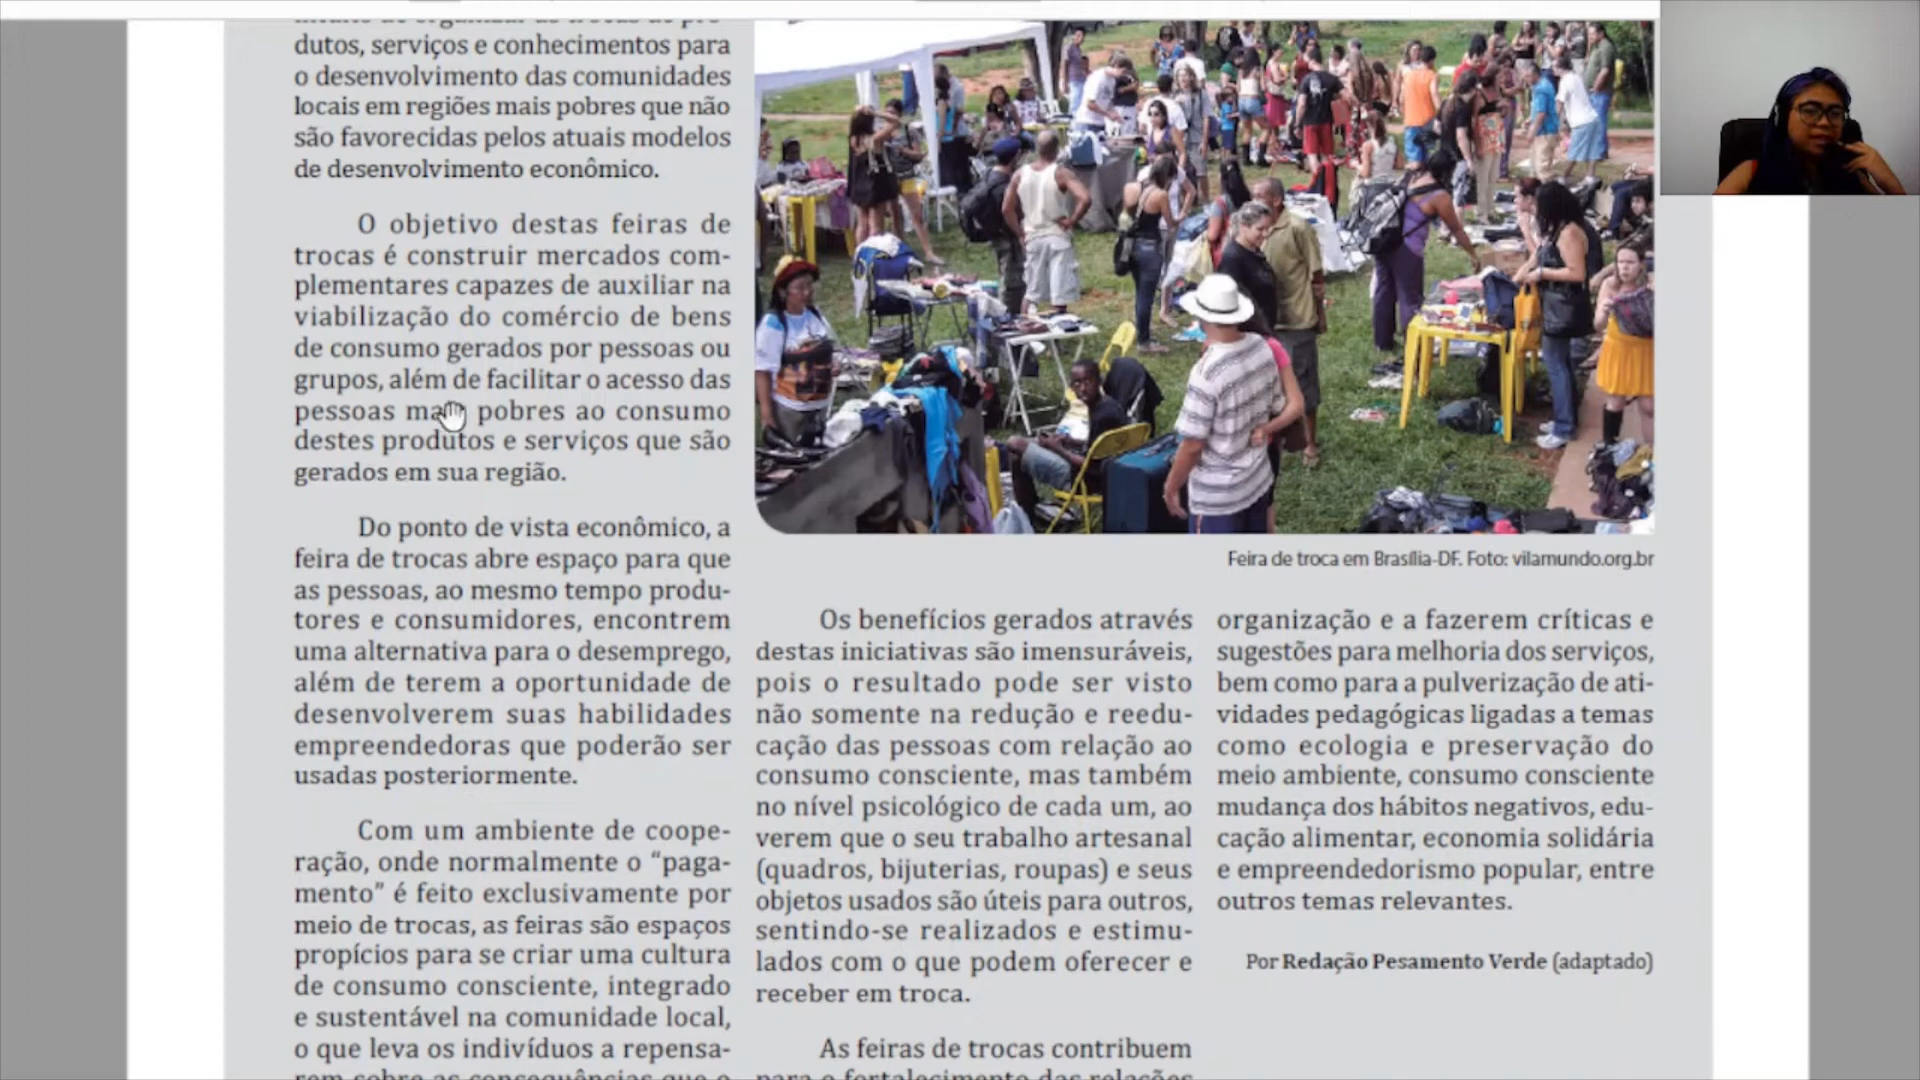 dutos, serviços e conhecimentos para
o desenvolvimento das comunidades
locais em regiões mais pobres que não
são favorecidas pelos atuais modelos
de desenvolvimento econômico.
O objetivo destas feiras de
trocas é construir mercados com-
plementares capazes de auxiliar na
viabilização do comércio de bens
de consumo gerados por pessoas ou
grupos, além de facilitar o acesso das
pessoas mais pobres ao consumo
destes produtos e serviços que são
gerados em sua região.
Do ponto de vista econômico, a
feira de trocas abre espaço para que
as pessoas, ao mesmo tempo produ-
tores e consumidores, encontrem
uma alternativa para o desemprego,
além de terem a oportunidade de
desenvolverem suas habilidades
empreendedoras que poderão ser
usadas posteriormente.
Com um ambiente de coope-
ração, onde normalmente o “paga-
mento” é feito exclusivamente por
meio de trocas, as feiras são espaços
propícios para se criar uma cultura
de consumo consciente, integrado
e sustentável na comunidade local,
o que leva os indivíduos a repensa-
rem sobre as consequências que o
Feira de troca em Brasília-DF. Foto: vilamundo.org.br
Os benefícios gerados através
destas iniciativas são imensuráveis,
pois o resultado pode ser visto
não somente na redução e reedu-
cação das pessoas com relação ao
consumo consciente, mas também
no nível psicológico de cada um, ao
verem que o seu trabalho artesanal
(quadros, bijuterias, roupas) e seus
objetos usados são úteis para outros,
sentindo-se realizados e estimu-
lados com o que podem oferecer e
receber em troca.
As feiras de trocas contribuem
para o fortalecimento das relações
organização e a fazerem críticas e
sugestões para melhoria dos serviços,
bem como para a pulverização de ati-
vidades pedagógicas ligadas a temas
como ecologia e preservação do
meio ambiente, consumo consciente
mudança dos hábitos negativos, edu-
cação alimentar, economia solidária
e empreendedorismo popular, entre
outros temas relevantes.
Por Redação Pesamento Verde (adaptado)